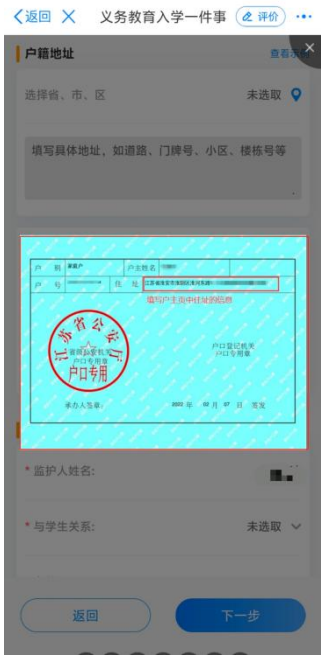 返回 义务教育入学一件事 评价
户籍地址 查看示例
选择省、市、区 未选取
填写具体地址，如道路、门牌号、小区、楼栋号等
户 别 家庭户 户主姓名
户 号 住 址
填写户主页中住址的信息
江苏省公安厅
户口专用
户口登记机关
户口专用章
承办人签章： 2022 年 02 月 07 日 签发
* 监护人姓名:
* 与学生关系: 未选取
返回 下一步